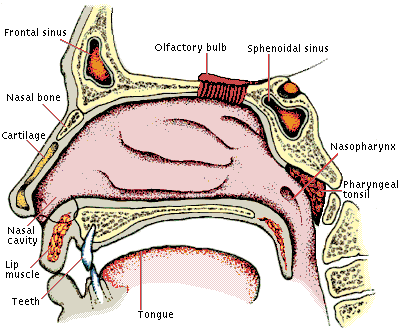 Frontal sinus
Olfactory bulb
Sphenoidal sinus
Nasal bone
Cartilage
Nasopharynx
Pharyngeal
tonsil
Nasal
cavity
Lip
muscle
Teeth
Tongue